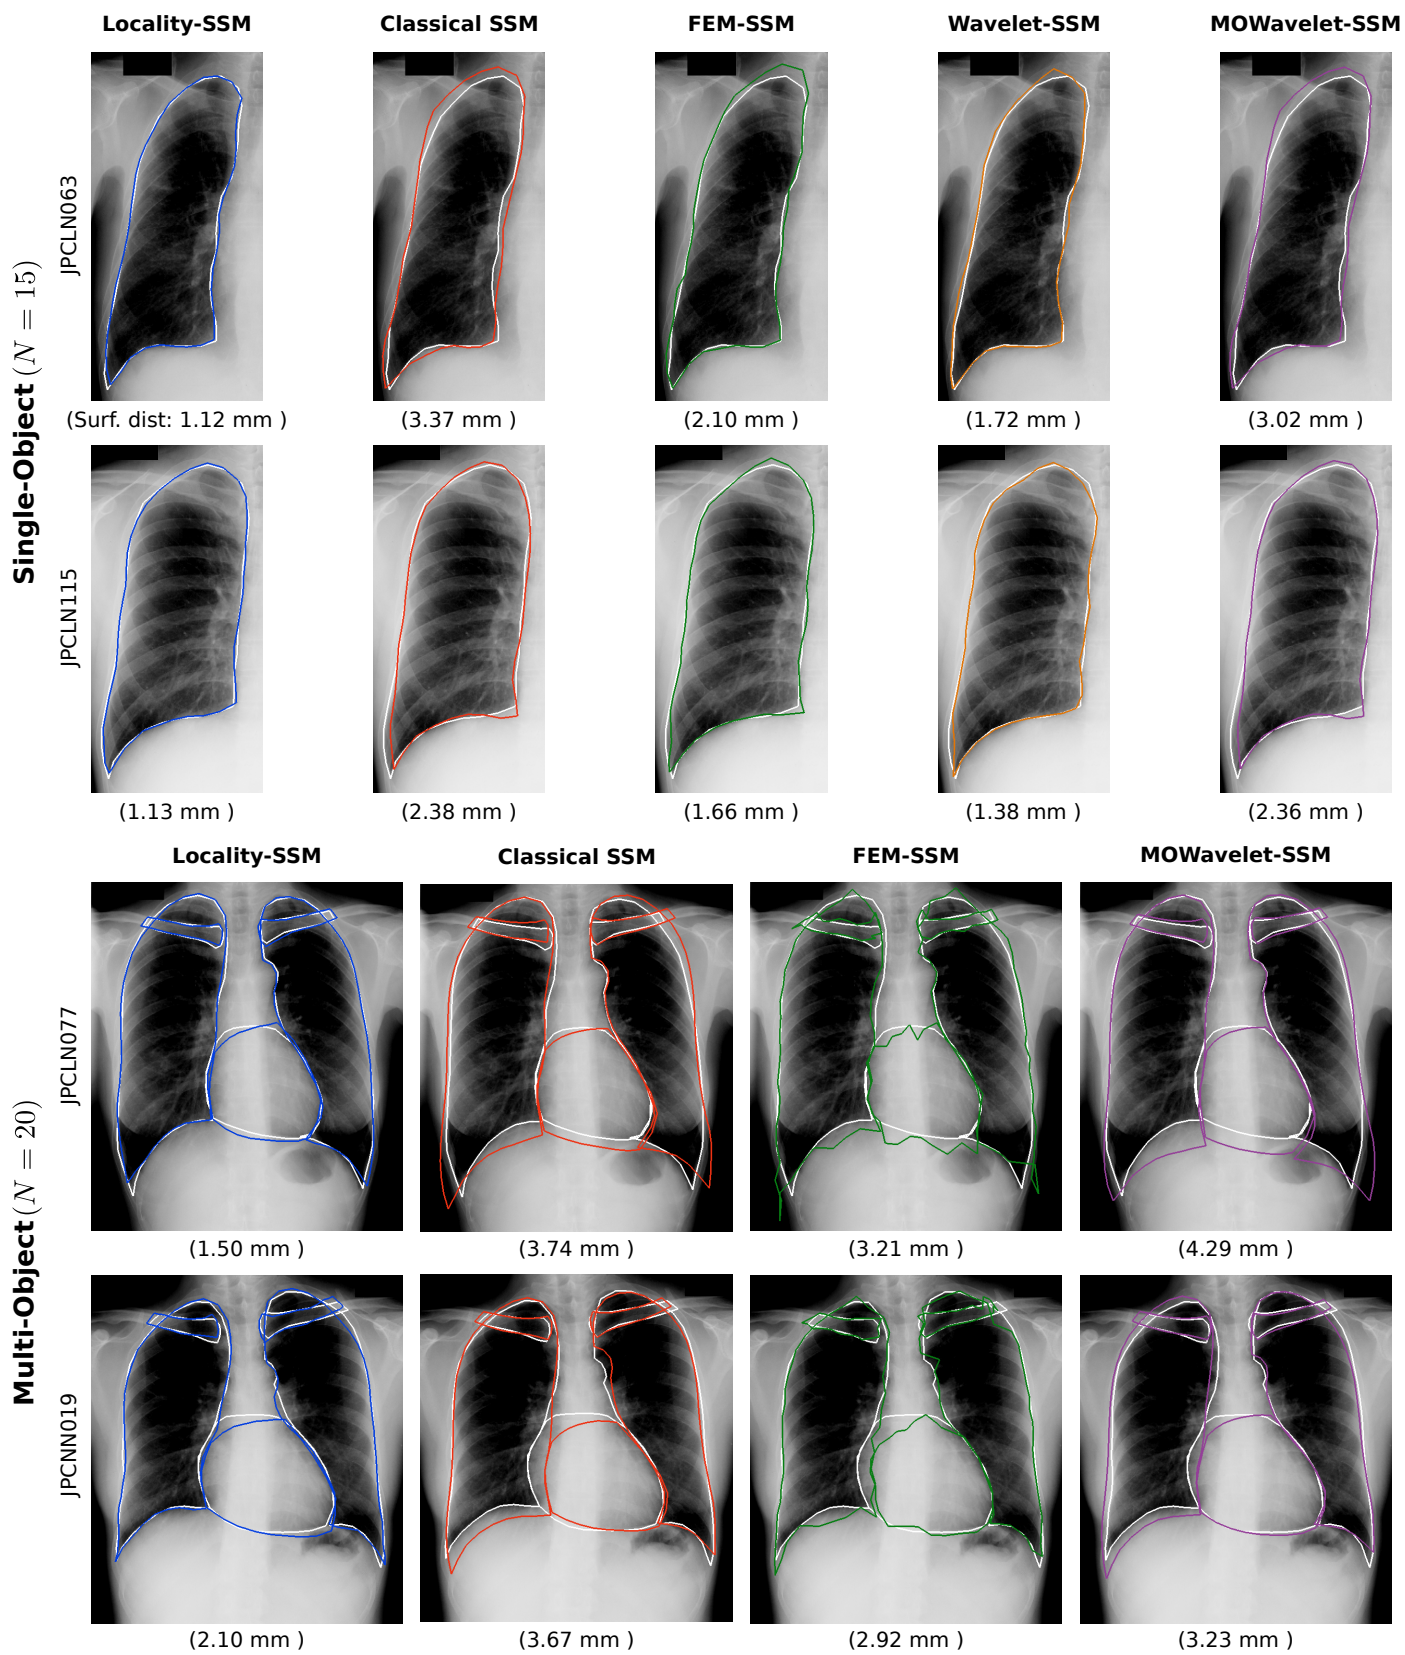 Locality-SSM Classical SSM FEM-SSM Wavelet-SSM MOWavelet-SSM
Single-Object (N = 15)
JPCLN063
(Surf. dist: 1.12 mm ) (3.37 mm ) (2.10 mm ) (1.72 mm ) (3.02 mm )
JPCLN115
(1.13 mm ) (2.38 mm ) (1.66 mm ) (1.38 mm ) (2.36 mm )
Locality-SSM Classical SSM FEM-SSM MOWavelet-SSM
Multi-Object (N = 20)
JPCLN077
(1.50 mm ) (3.74 mm ) (3.21 mm ) (4.29 mm )
JPCNN019
(2.10 mm ) (3.67 mm ) (2.92 mm ) (3.23 mm )